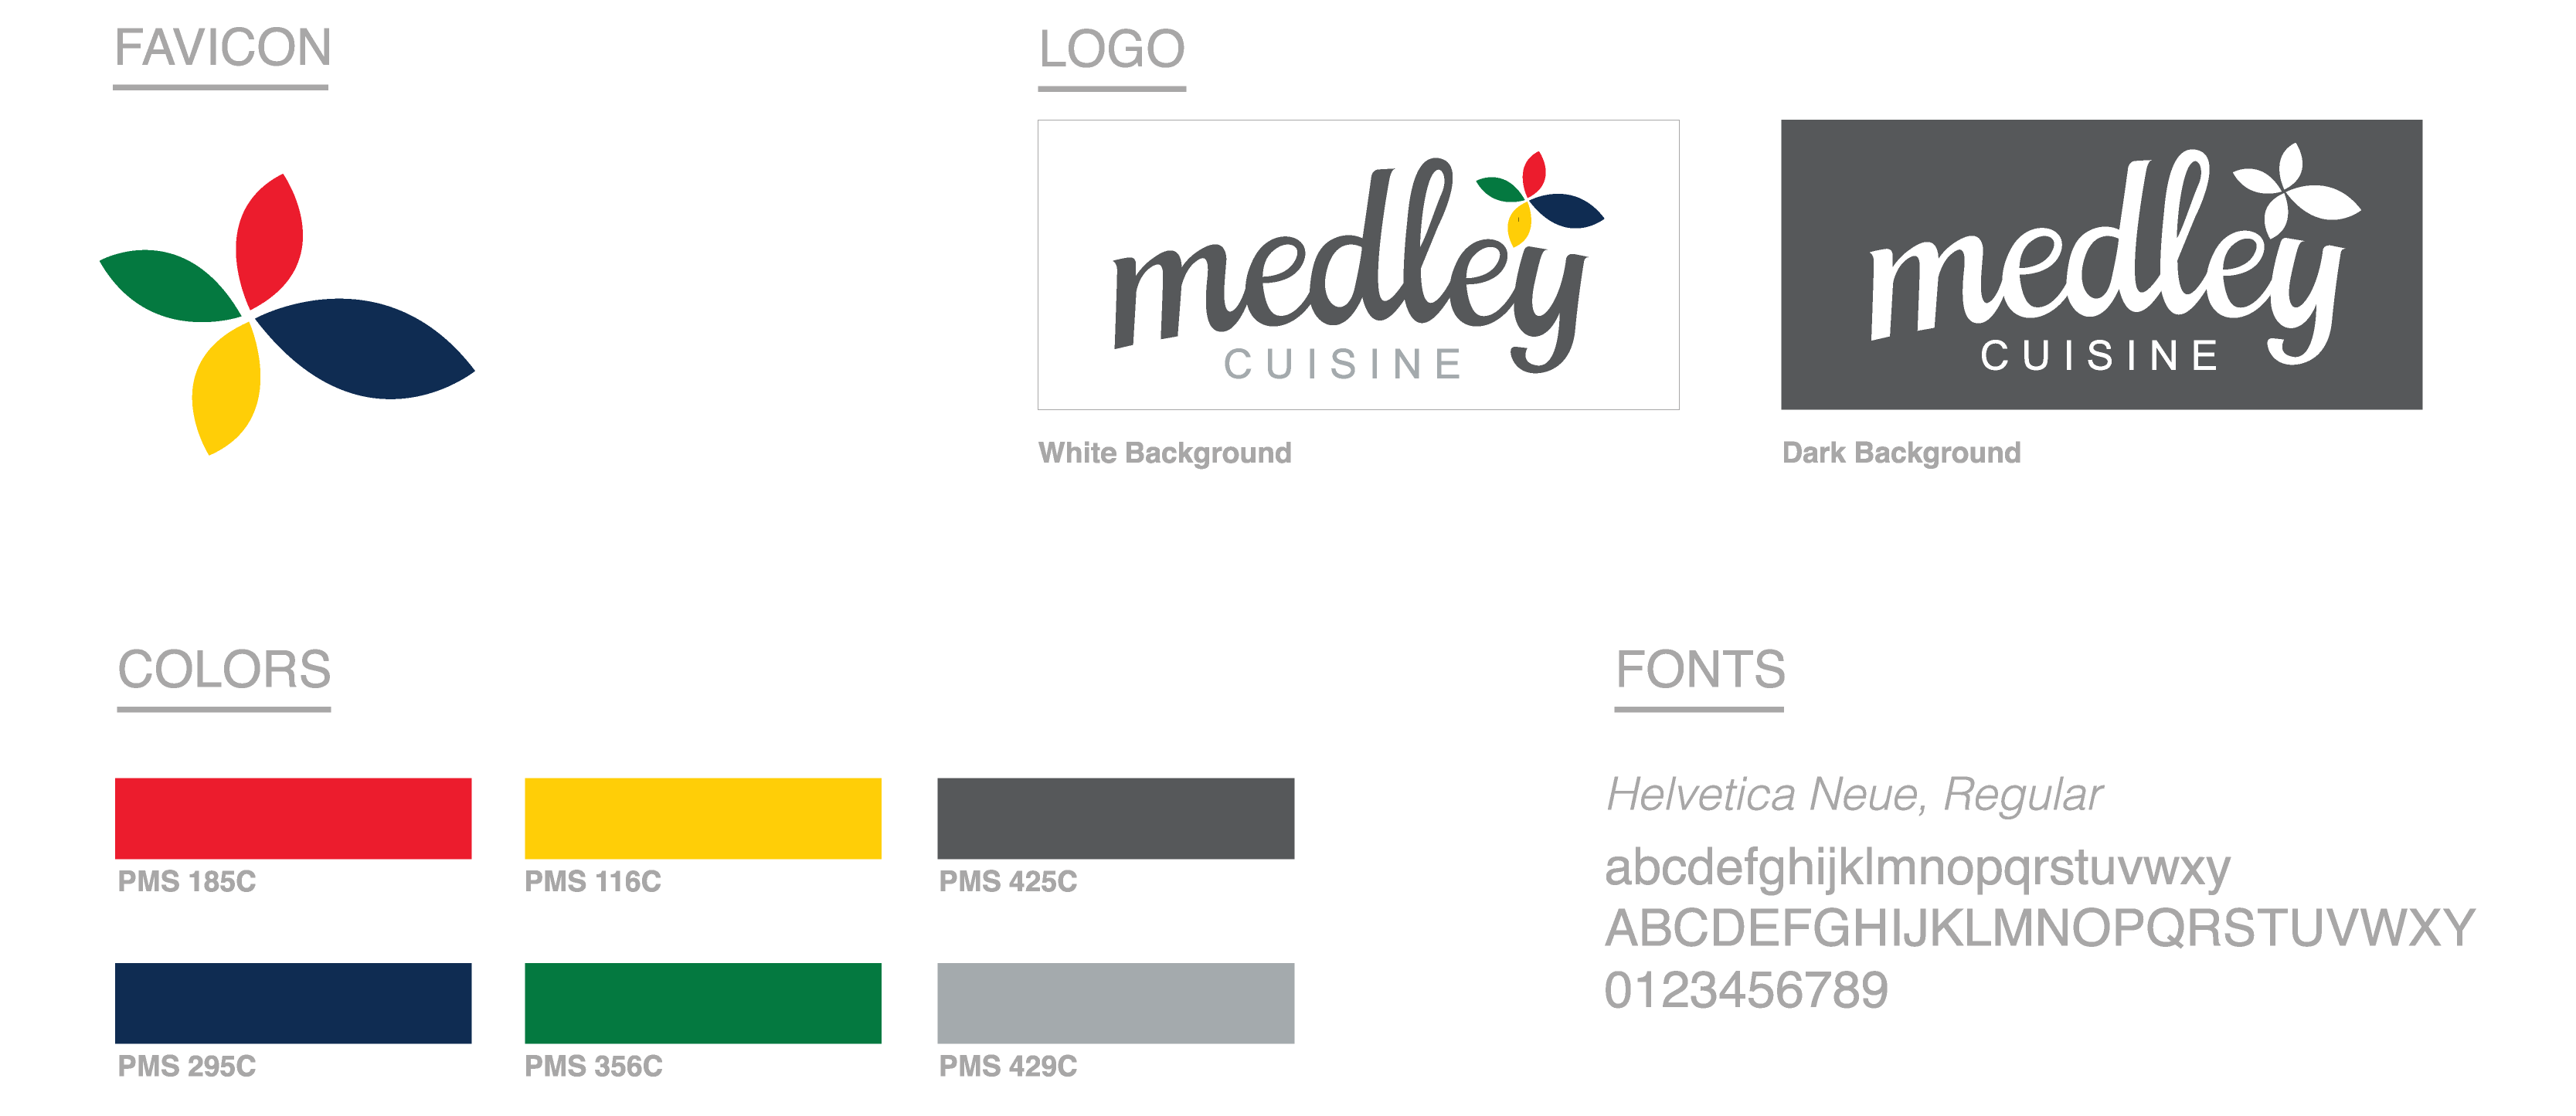 FAVICON
LOGO
medley
CUISINE
medley
CUISINE
White Background
Dark Background
COLORS
PMS 185C
PMS 116C
PMS 425C
PMS 295C
PMS 356C
PMS 429C
FONTS
Helvetica Neue, Regular
abcdefghijklmnopqrstuvwxy
ABCDEFGHIJKLMNOPQRSTUVWXY
0123456789